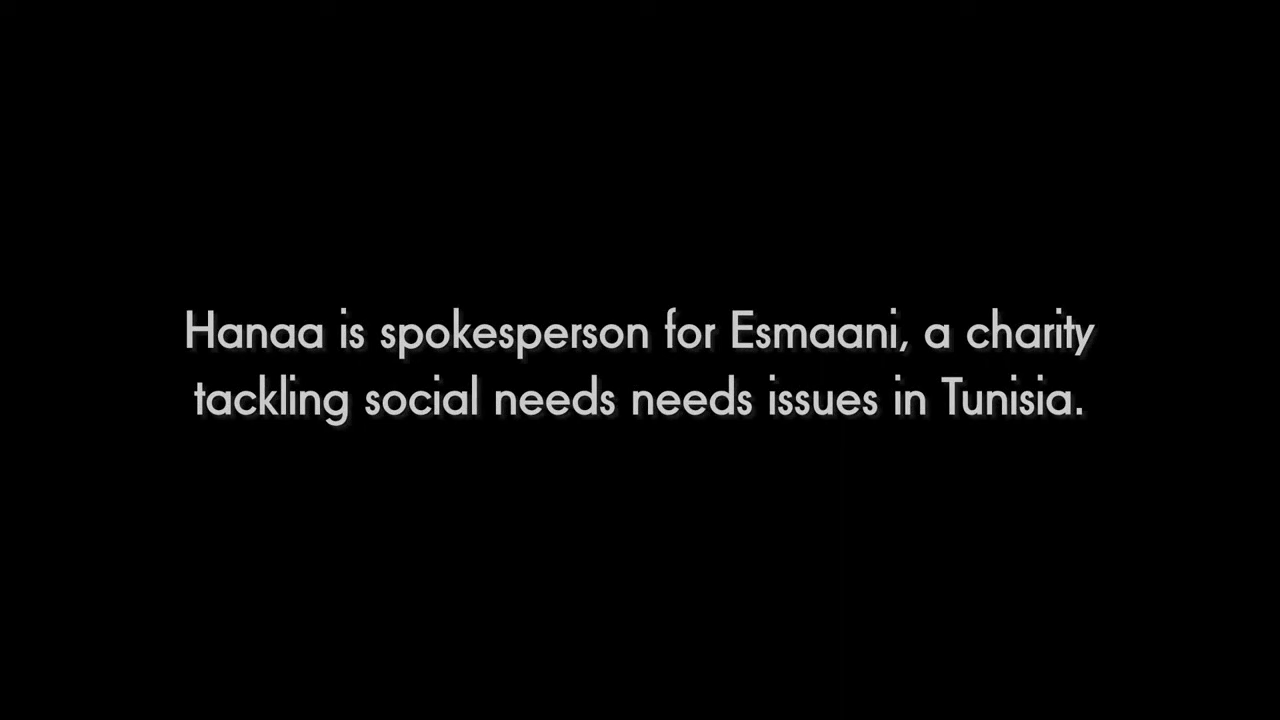 Hanaa is spokesperson for Esmaani, a charity
tackling social needs needs issues in Tunisia.